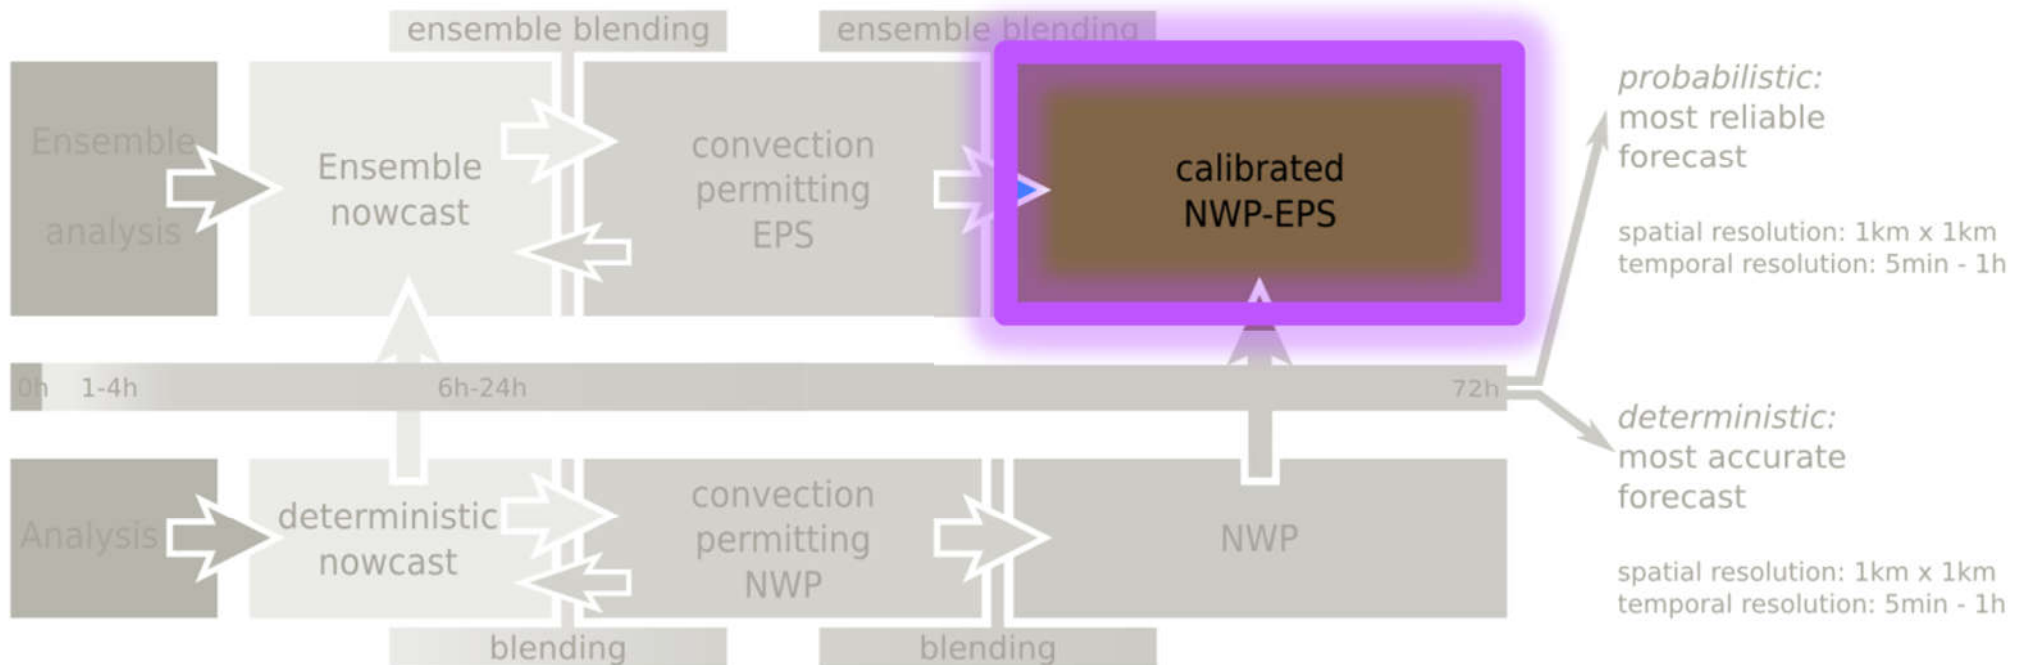 ensemble blending
ensemble blending
Ensemble
analysis
Ensemble
nowcast
convection
permitting
EPS
calibrated
NWP-EPS
probabilistic:
most reliable
forecast
spatial resolution: 1km x 1km
temporal resolution: 5min - 1h
0h
1-4h
6h-24h
72h
Analysis
deterministic
nowcast
convection
permitting
NWP
NWP
deterministic:
most accurate
forecast
spatial resolution: 1km x 1km
temporal resolution: 5min - 1h
blending
blending